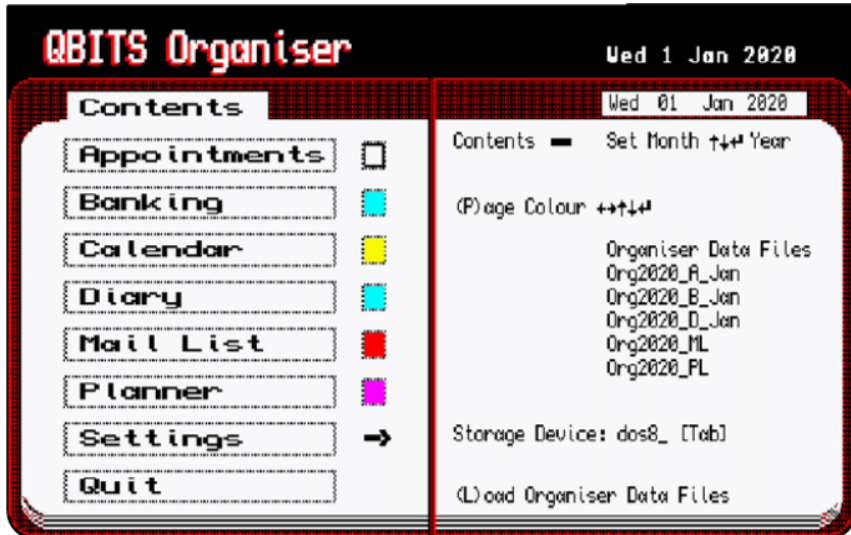 QBITS Organiser
Wed 1 Jan 2020
Contents
Appointments
Banking
Calendar
Diary
Mail List
Planner
Settings
Quit
Wed 01 Jan 2020
Contents Set Month ↑↓↵ Year
(P)age Colour ↔↑↓↵
Organiser Data Files
Org2020_A_Jan
Org2020_B_Jan
Org2020_D_Jan
Org2020_ML
Org2020_PL
Storage Device: dos8_ [Tab]
(L)oad Organiser Data Files